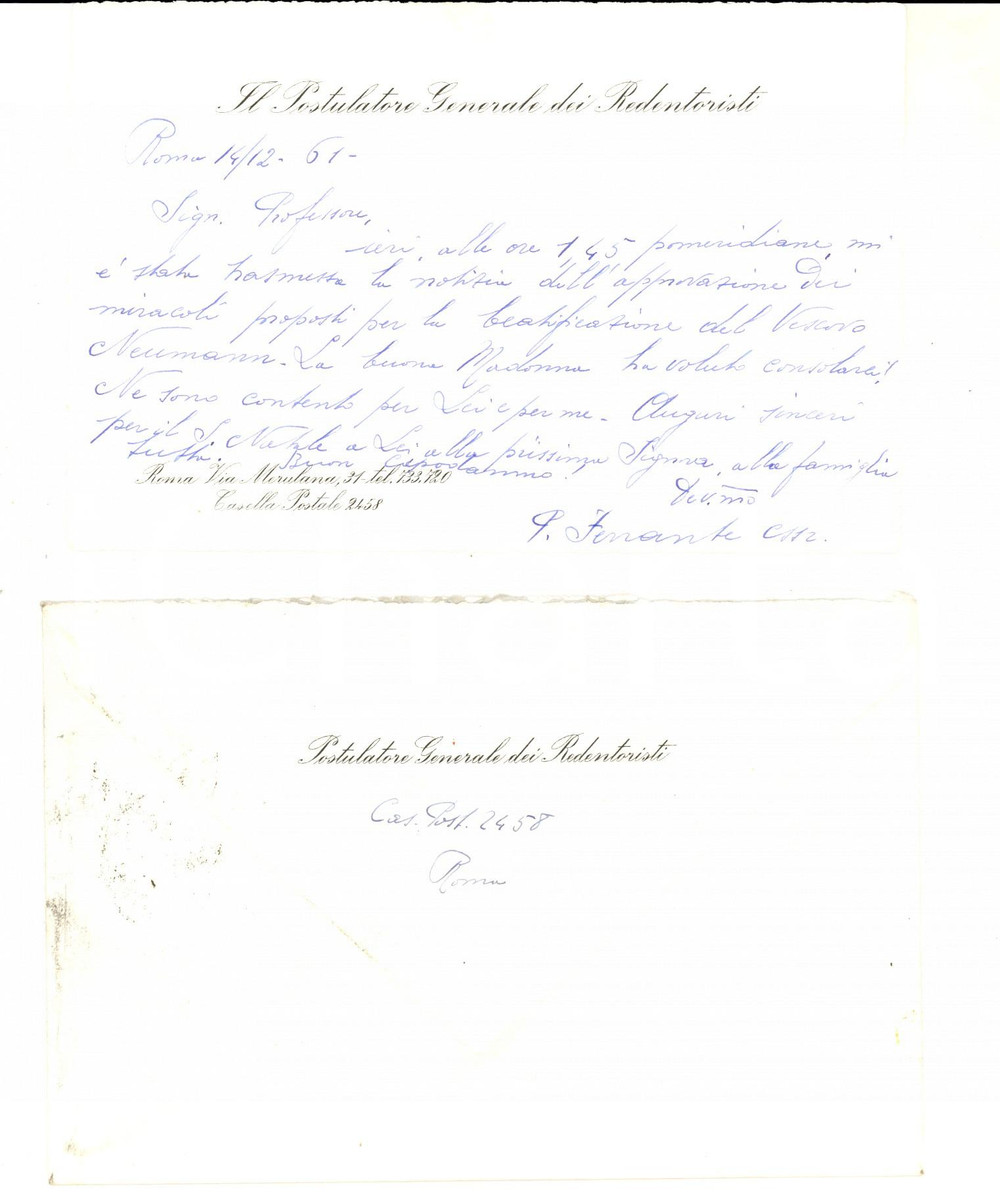 Il Postulatore Generale dei Redentoristi
Roma 14/12 - 61 -
Sign. Professore,
ieri, alle ore 1,45 pomeridiane, mi
è stata trasmessa la notizia dell'approvazione dei
miracoli proposti per la beatificazione del Vescovo
Neumann. La buona Madonna ha voluto consolarci!
Ne sono contento per Lei e per me. Auguri sinceri
per il S. Natale a Lei, alla piissima Signora, alla famiglia
tutta. Buon Capodanno!
Roma Via Merulana, 31 - tel. 733.720
Casella Postale 2458
Dev.mo
P. Ferrante cssr.
Postulatore Generale dei Redentoristi
Cas. Post. 2458
Roma